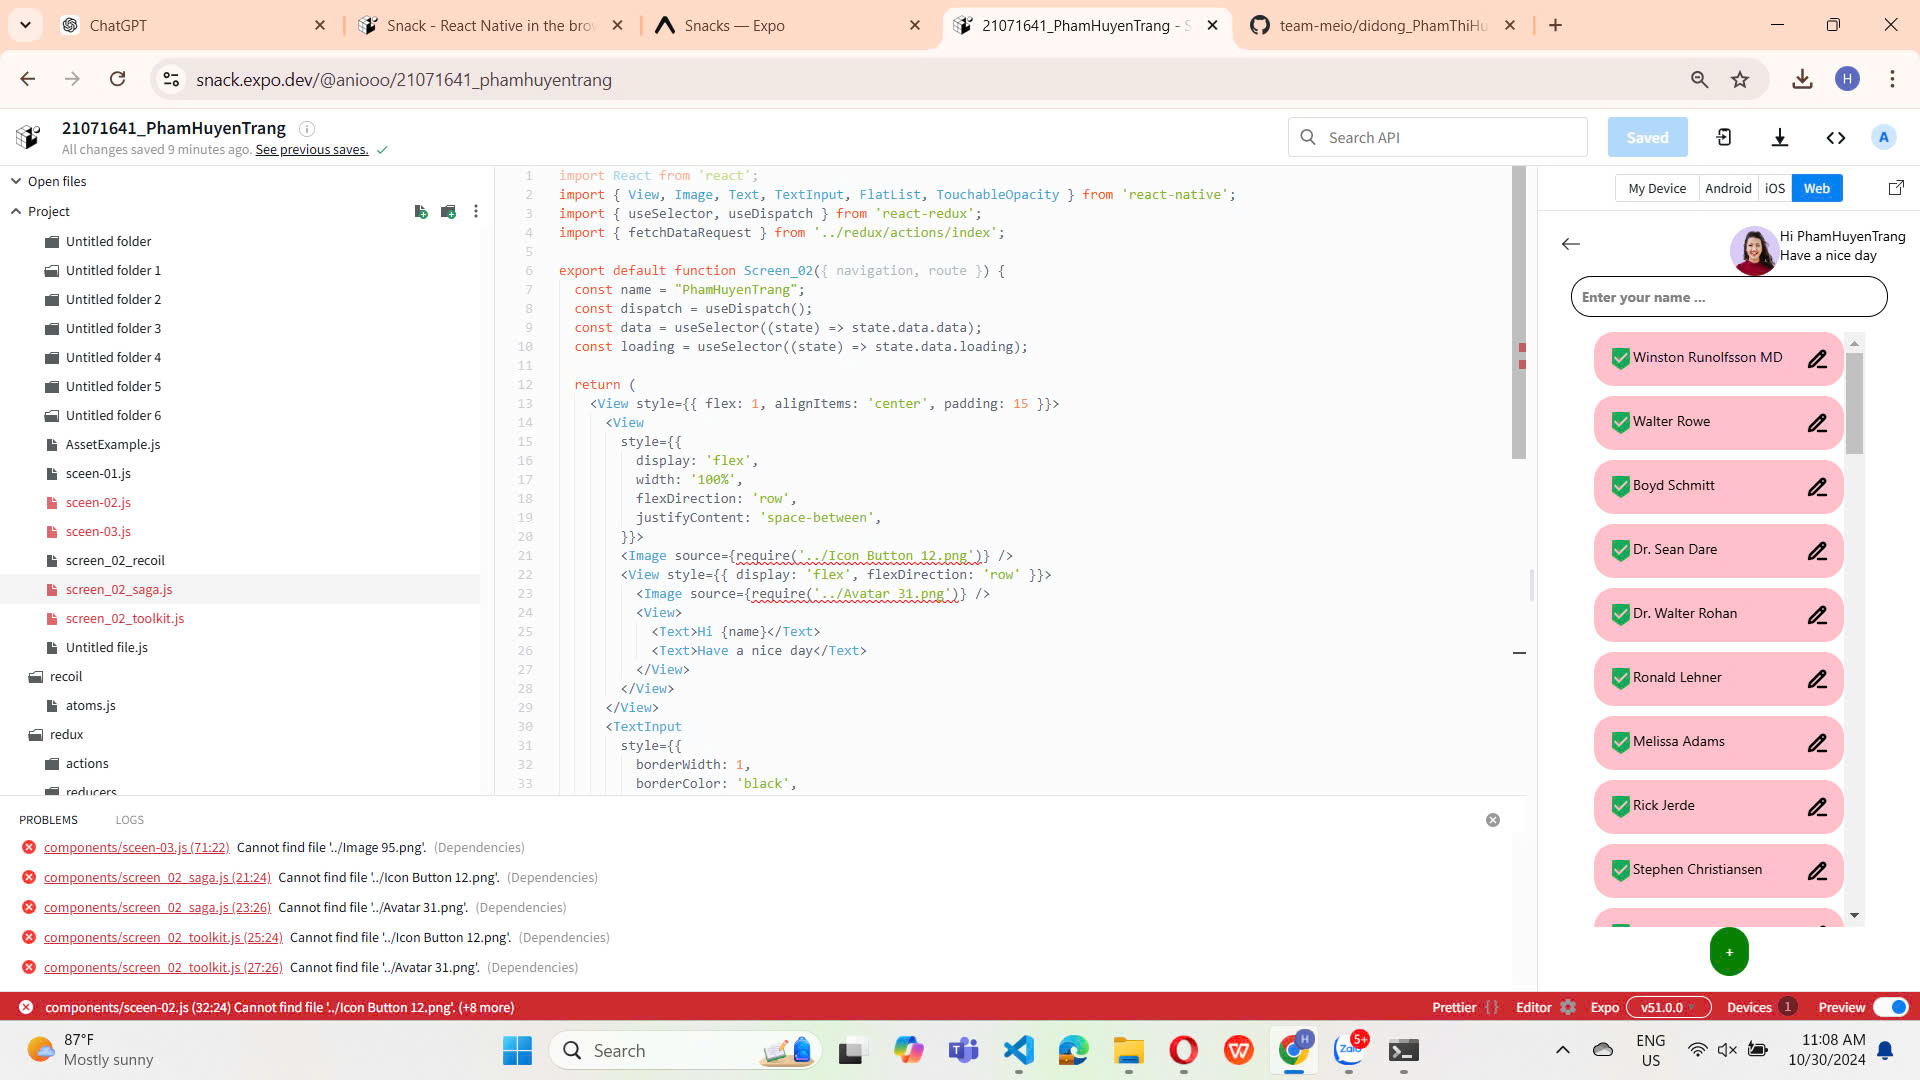 ChatGPT
Snack - React Native in the brow
Snacks — Expo
21071641_PhamHuyenTrang - S
team-meio/didong_PhamThiHu
snack.expo.dev/@aniooo/21071641_phamhuyentrang
H
21071641_PhamHuyenTrang
All changes saved 9 minutes ago. See previous saves.
Search API
Saved
A
Open files
Project
Untitled folder
Untitled folder 1
Untitled folder 2
Untitled folder 3
Untitled folder 4
Untitled folder 5
Untitled folder 6
AssetExample.js
sceen-01.js
sceen-02.js
sceen-03.js
screen_02_recoil
screen_02_saga.js
screen_02_toolkit.js
Untitled file.js
recoil
atoms.js
redux
actions
reducers
1 import React from 'react';
2 import { View, Image, Text, TextInput, FlatList, TouchableOpacity } from 'react-native';
3 import { useSelector, useDispatch } from 'react-redux';
4 import { fetchDataRequest } from '../redux/actions/index';
5
6 export default function Screen_02({ navigation, route }) {
7 const name = "PhamHuyenTrang";
8 const dispatch = useDispatch();
9 const data = useSelector((state) => state.data.data);
10 const loading = useSelector((state) => state.data.loading);
11
12 return (
13 <View style={{ flex: 1, alignItems: 'center', padding: 15 }}>
14 <View
15 style={{
16 display: 'flex',
17 width: '100%',
18 flexDirection: 'row',
19 justifyContent: 'space-between',
20 }}>
21 <Image source={require('../Icon Button 12.png')} />
22 <View style={{ display: 'flex', flexDirection: 'row' }}>
23 <Image source={require('../Avatar 31.png')} />
24 <View>
25 <Text>Hi {name}</Text>
26 <Text>Have a nice day</Text>
27 </View>
28 </View>
29 </View>
30 <TextInput
31 style={{
32 borderWidth: 1,
33 borderColor: 'black',
My Device
Android
iOS
Web
Hi PhamHuyenTrang
Have a nice day
Enter your name ...
Winston Runolfsson MD
Walter Rowe
Boyd Schmitt
Dr. Sean Dare
Dr. Walter Rohan
Ronald Lehner
Melissa Adams
Rick Jerde
Stephen Christiansen
+
PROBLEMS
LOGS
components/sceen-03.js (71:22) Cannot find file '../Image 95.png'. (Dependencies)
components/screen_02_saga.js (21:24) Cannot find file '../Icon Button 12.png'. (Dependencies)
components/screen_02_saga.js (23:26) Cannot find file '../Avatar 31.png'. (Dependencies)
components/screen_02_toolkit.js (25:24) Cannot find file '../Icon Button 12.png'. (Dependencies)
components/screen_02_toolkit.js (27:26) Cannot find file '../Avatar 31.png'. (Dependencies)
components/sceen-02.js (32:24) Cannot find file '../Icon Button 12.png'. (+8 more)
Prettier { }
Editor
Expo
v51.0.0
Devices 1
Preview
87°F
Mostly sunny
Search
H
Zalo
5+
ENG
US
11:08 AM
10/30/2024